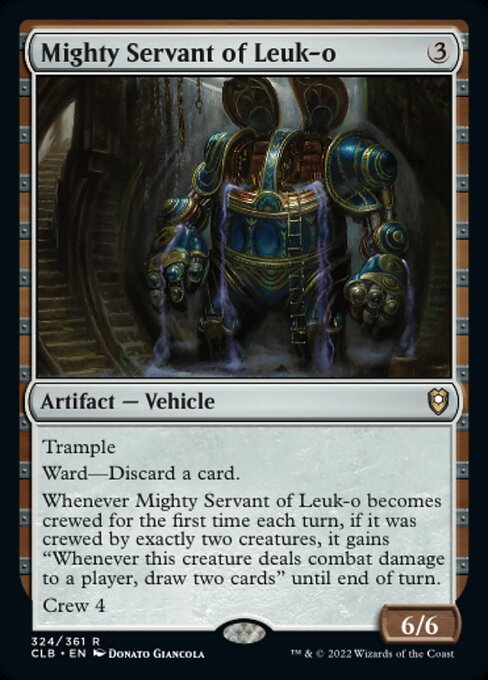 Mighty Servant of Leuk-o 3
Artifact — Vehicle
Trample
Ward—Discard a card.
Whenever Mighty Servant of Leuk-o becomes
crewed for the first time each turn, if it was
crewed by exactly two creatures, it gains
“Whenever this creature deals combat damage
to a player, draw two cards” until end of turn.
Crew 4
6/6
324/361 R
CLB • EN Donato Giancola
™ & © 2022 Wizards of the Coast